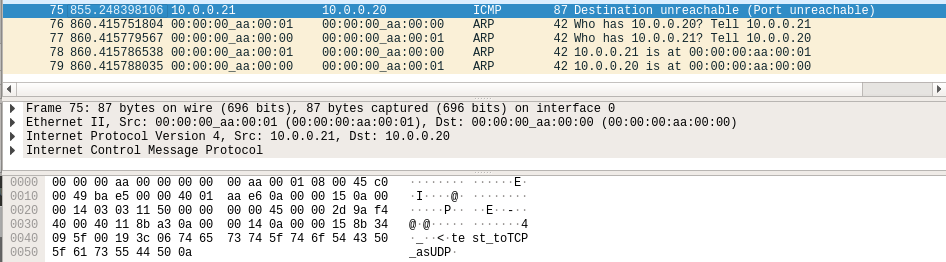 75 855.248398106 10.0.0.21 10.0.0.20 ICMP 87 Destination unreachable (Port unreachable)
76 860.415751804 00:00:00_aa:00:01 00:00:00_aa:00:00 ARP 42 Who has 10.0.0.20? Tell 10.0.0.21
77 860.415779567 00:00:00_aa:00:00 00:00:00_aa:00:01 ARP 42 Who has 10.0.0.21? Tell 10.0.0.20
78 860.415786538 00:00:00_aa:00:01 00:00:00_aa:00:00 ARP 42 10.0.0.21 is at 00:00:00:aa:00:01
79 860.415788035 00:00:00_aa:00:00 00:00:00_aa:00:01 ARP 42 10.0.0.20 is at 00:00:00:aa:00:00
Frame 75: 87 bytes on wire (696 bits), 87 bytes captured (696 bits) on interface 0
Ethernet II, Src: 00:00:00_aa:00:01 (00:00:00:aa:00:01), Dst: 00:00:00_aa:00:00 (00:00:00:aa:00:00)
Internet Protocol Version 4, Src: 10.0.0.21, Dst: 10.0.0.20
Internet Control Message Protocol
0000 00 00 00 aa 00 00 00 00 00 aa 00 01 08 00 45 c0 ········ ······E·
0010 00 49 ba e5 00 00 40 01 aa e6 0a 00 00 15 0a 00 ·I····@· ········
0020 00 14 03 03 11 50 00 00 00 00 45 00 00 2d 9a f4 ·····P·· ··E··-··
0030 40 00 40 11 8b a3 0a 00 00 14 0a 00 00 15 8b 34 @·@····· ·······4
0040 09 5f 00 19 3c 06 74 65 73 74 5f 74 6f 54 43 50 ·_··<·te st_toTCP
0050 5f 61 73 55 44 50 0a _asUDP·